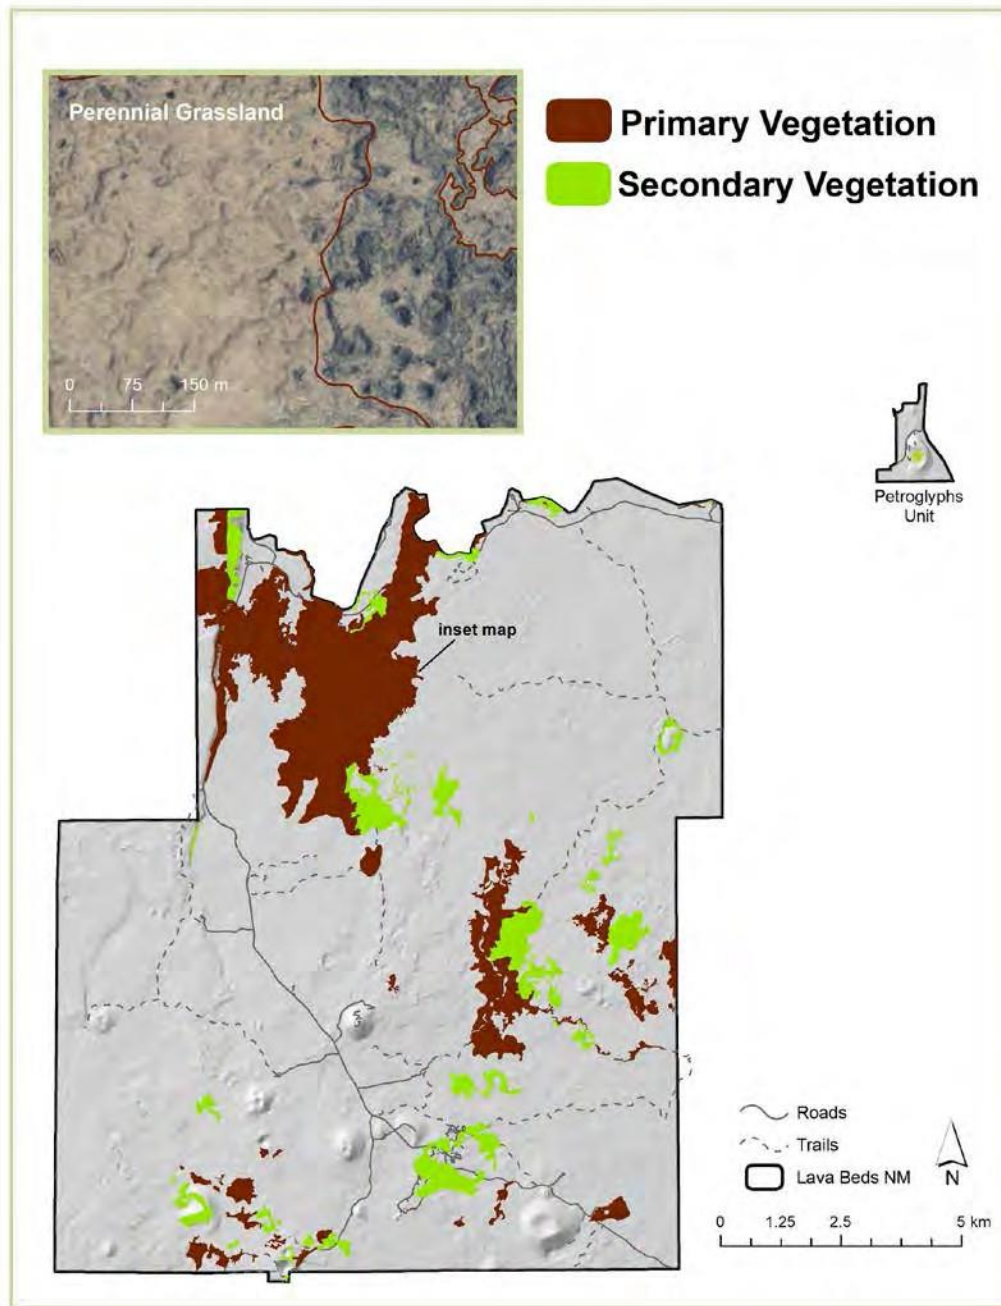 Perennial Grassland
0 75 150 m
Primary Vegetation
Secondary Vegetation
Petroglyphs
Unit
inset map
Roads
Trails
Lava Beds NM
N
0 1.25 2.5 5 km